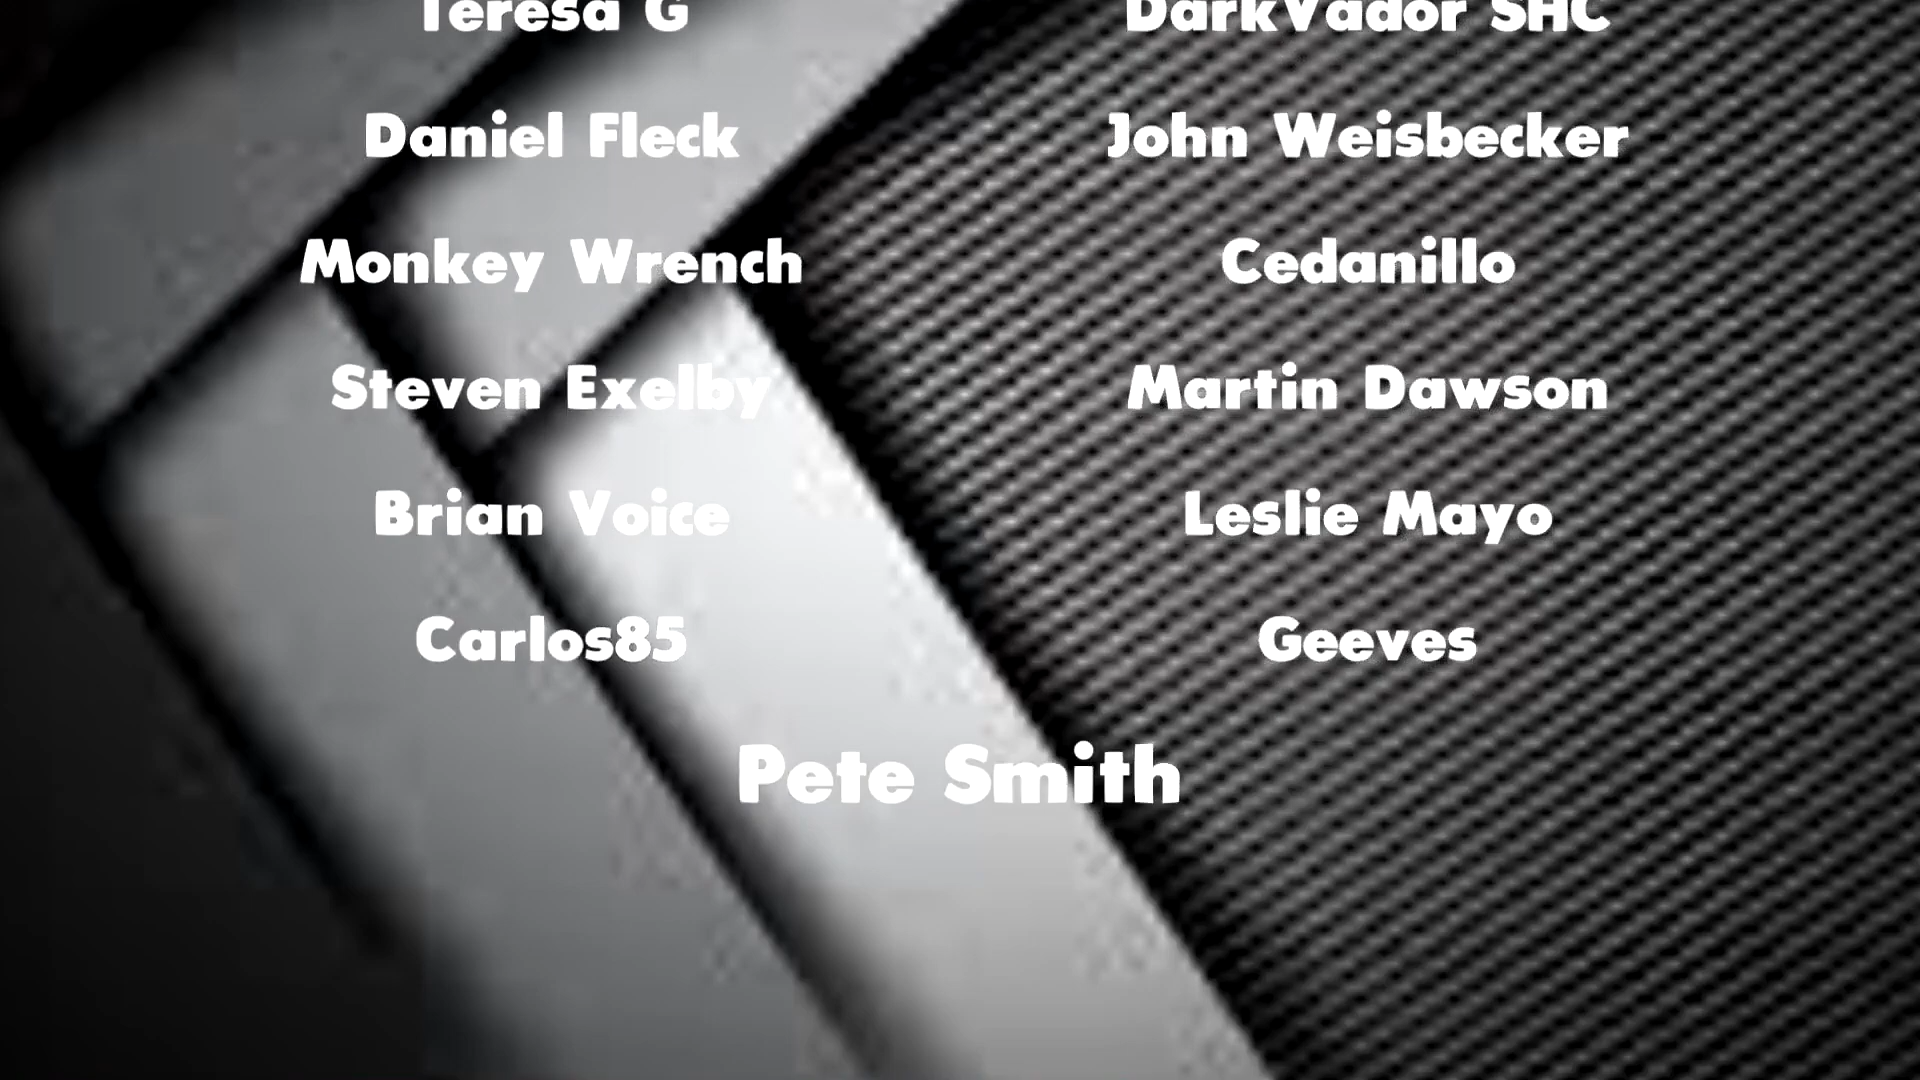 Teresa G
DarkVador SHC
Daniel Fleck
John Weisbecker
Monkey Wrench
Cedanillo
Steven Exelby
Martin Dawson
Brian Voice
Leslie Mayo
Carlos85
Geeves
Pete Smith